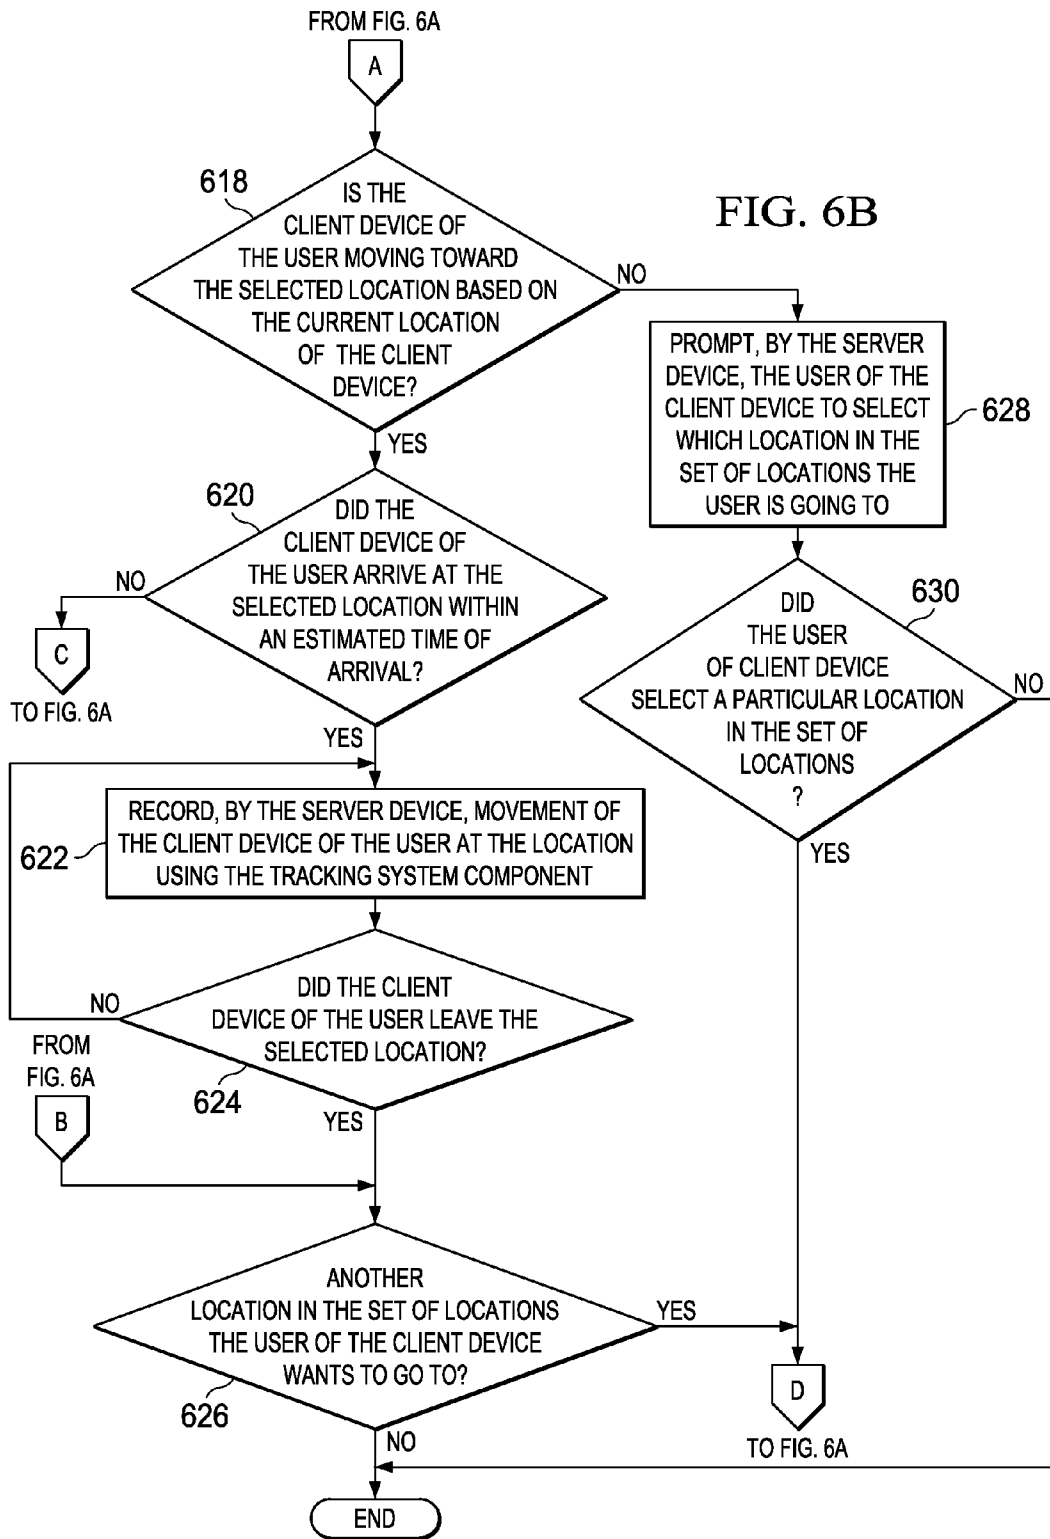 FROM FIG. 6A
A
618
IS THE
CLIENT DEVICE OF
THE USER MOVING TOWARD
THE SELECTED LOCATION BASED ON
THE CURRENT LOCATION
OF THE CLIENT
DEVICE?
FIG. 6B
NO
YES
PROMPT, BY THE SERVER
DEVICE, THE USER OF THE
CLIENT DEVICE TO SELECT
WHICH LOCATION IN THE
SET OF LOCATIONS THE
USER IS GOING TO
628
620
DID THE
CLIENT DEVICE OF
THE USER ARRIVE AT THE
SELECTED LOCATION WITHIN
AN ESTIMATED TIME OF
ARRIVAL?
NO
C
TO FIG. 6A
YES
630
DID
THE USER
OF CLIENT DEVICE
SELECT A PARTICULAR LOCATION
IN THE SET OF
LOCATIONS
?
NO
YES
RECORD, BY THE SERVER DEVICE, MOVEMENT OF
THE CLIENT DEVICE OF THE USER AT THE LOCATION
USING THE TRACKING SYSTEM COMPONENT
622
DID THE CLIENT
DEVICE OF THE USER LEAVE THE
SELECTED LOCATION?
NO
624
YES
FROM
FIG. 6A
B
ANOTHER
LOCATION IN THE SET OF LOCATIONS
THE USER OF THE CLIENT DEVICE
WANTS TO GO TO?
YES
626
NO
D
TO FIG. 6A
END